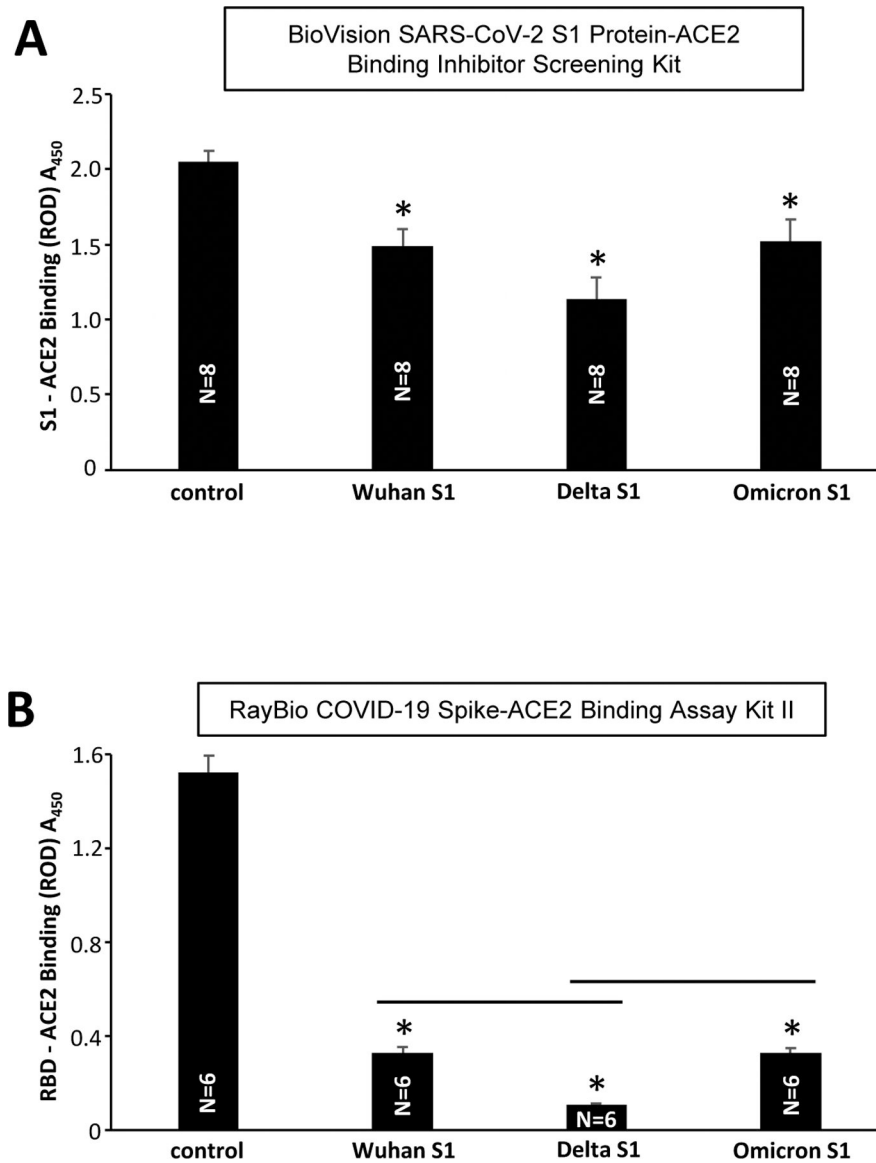 A
BioVision SARS-CoV-2 S1 Protein-ACE2
Binding Inhibitor Screening Kit
S1 - ACE2 Binding (ROD) A450
2.5
2.0
1.5
1.0
0.5
0
*
*
*
N=8
N=8
N=8
N=8
control
Wuhan S1
Delta S1
Omicron S1
B
RayBio COVID-19 Spike-ACE2 Binding Assay Kit II
RBD - ACE2 Binding (ROD) A450
1.6
1.2
0.8
0.4
0
*
*
*
N=6
N=6
N=6
N=6
control
Wuhan S1
Delta S1
Omicron S1